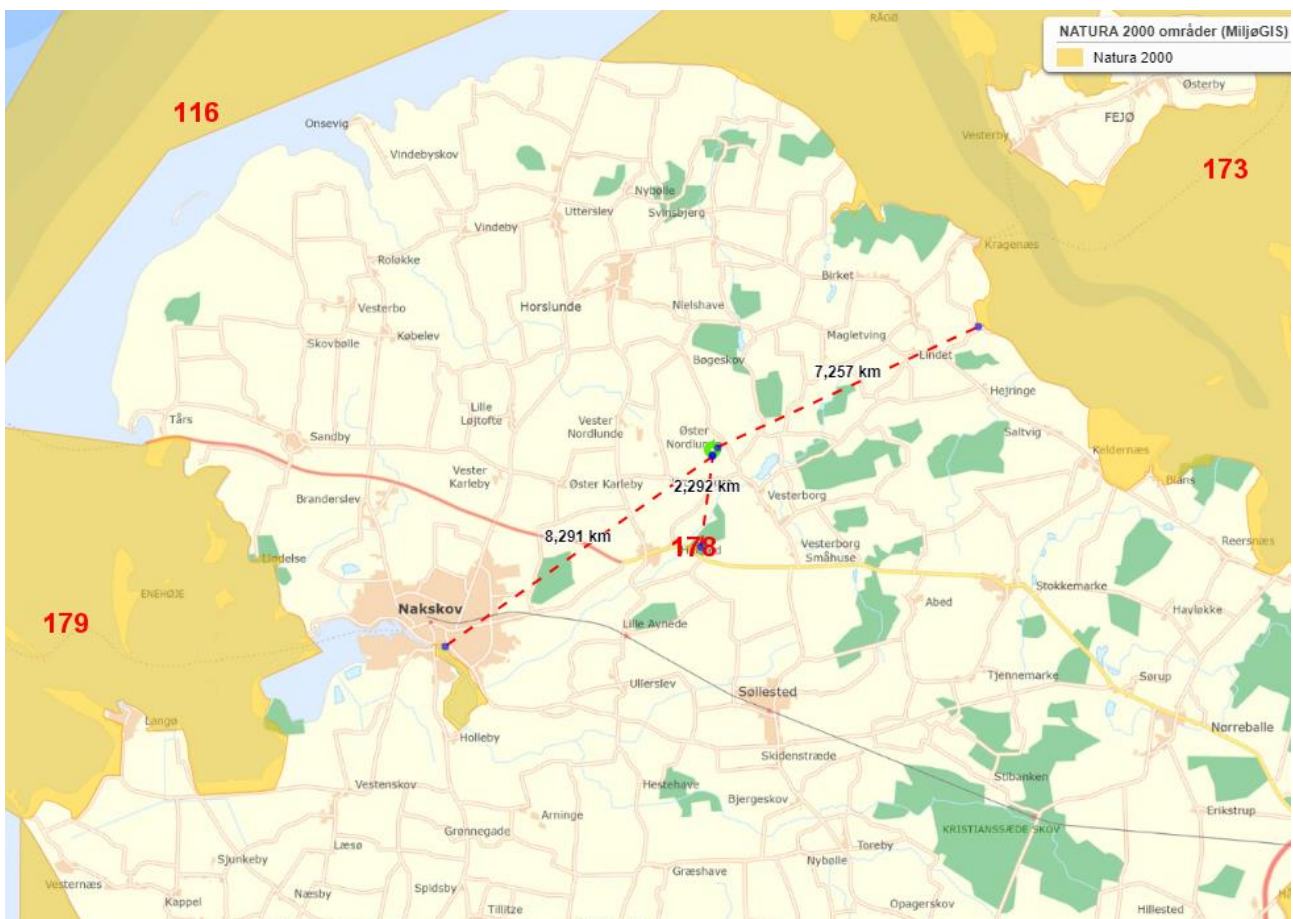 RÅGØ
NATURA 2000 områder (MiljøGIS)
Natura 2000
Østerby
FEJØ
116
Onsevig
Vesterby
Vindebyskov
173
Nybølle
Utterslev
Svinsbjerg
Vindeby
Kragenæs
Roløkke
Birket
Vesterbo
Horslunde
Nielshave
Købelev
Magletving
Skovbølle
Bøgeskov
Lindet
7,257 km
Hejringe
Lille
Løjtofte
Tårs
Vester
Nordlunde
Øster
Sandby
Saltvig
Keldernæs
Vester
Karleby
Øster Karleby
2,292 km
Vesterborg
Blåns
Branderslev
8,291 km
178
Vesterborg
Småhuse
Reersnæs
Lindelse
Stokkemarke
ENEHØJE
Abed
Havløkke
Nakskov
179
Lille Avnede
Ullerslev
Tjennemarke
Sørup
Søllested
Langø
Nørreballe
Holleby
Skidenstræde
Stibanken
Vestenskov
Hestehave
Bjergeskov
Erikstrup
Arninge
Grønnegade
KRISTIANSSÆDE SKOV
Læsø
Toreby
Sjunkeby
Nybølle
Græshave
Vesternæs
Næsby
Spidsby
Kappel
Tillitze
Opagerskov
Hillested